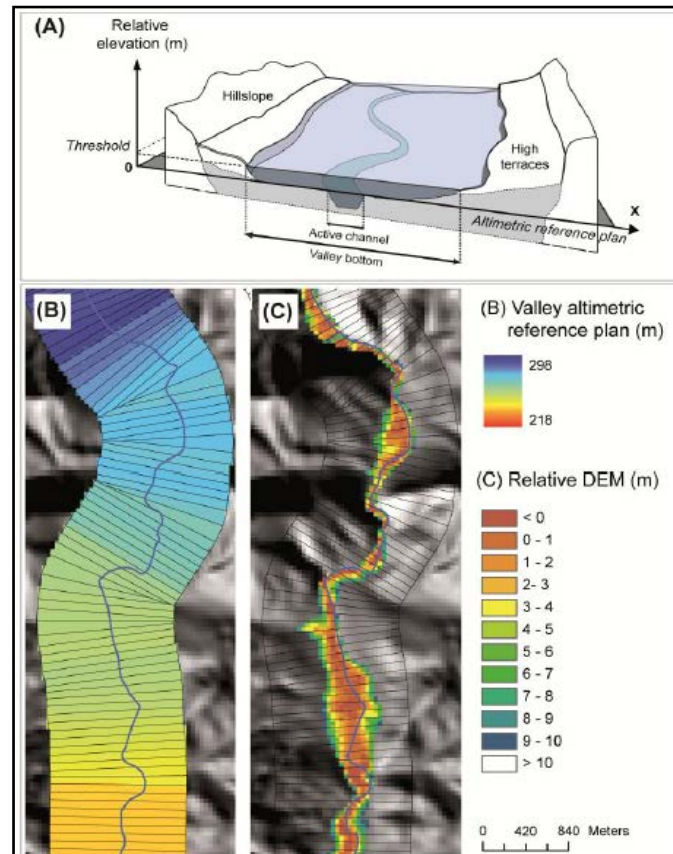 (A)
Relative
elevation (m)
Hillslope
Threshold
0
High
terraces
X
Altimetric reference plan
Active channel
Valley bottom
(B)
(C)
(B) Valley altimetric
reference plan (m)
298
218
(C) Relative DEM (m)
< 0
0 - 1
1 - 2
2- 3
3 - 4
4 - 5
5 - 6
6 - 7
7 - 8
8 - 9
9 - 10
> 10
0 420 840 Meters